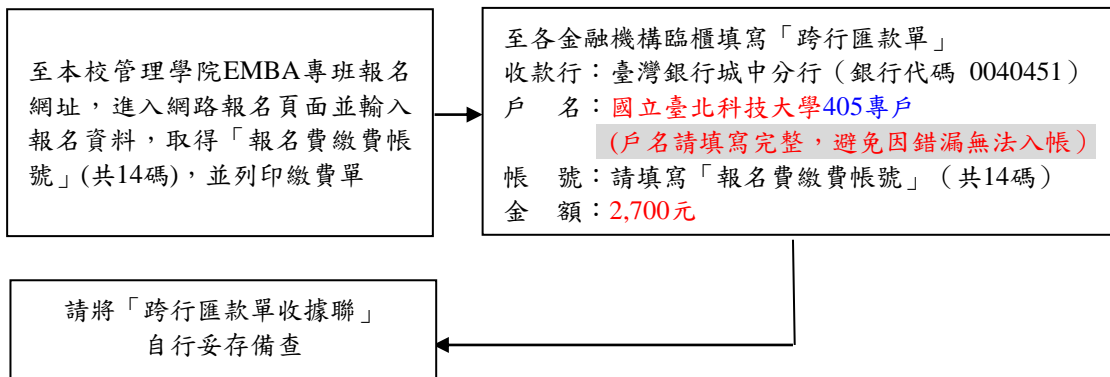 至本校管理學院EMBA專班報名
網址，進入網路報名頁面並輸入
報名資料，取得「報名費繳費帳
號」(共14碼)，並列印繳費單
至各金融機構臨櫃填寫「跨行匯款單」
收款行：臺灣銀行城中分行（銀行代碼 0040451）
戶　名：國立臺北科技大學405專戶
(戶名請填寫完整，避免因錯漏無法入帳）
帳　號：請填寫「報名費繳費帳號」（共14碼）
金　額：2,700元
請將「跨行匯款單收據聯」
自行妥存備查